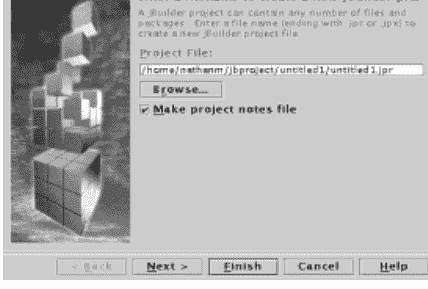 A JBuilder project can contain any number of files and
packages. Enter a file name (ending with .jpr or .jpx) to
create a new JBuilder project file
Project File:
/home/nathanm/jbproject/untitled1/untitled1.jpr
Browse...
Make project notes file
< Back
Next >
Finish
Cancel
Help